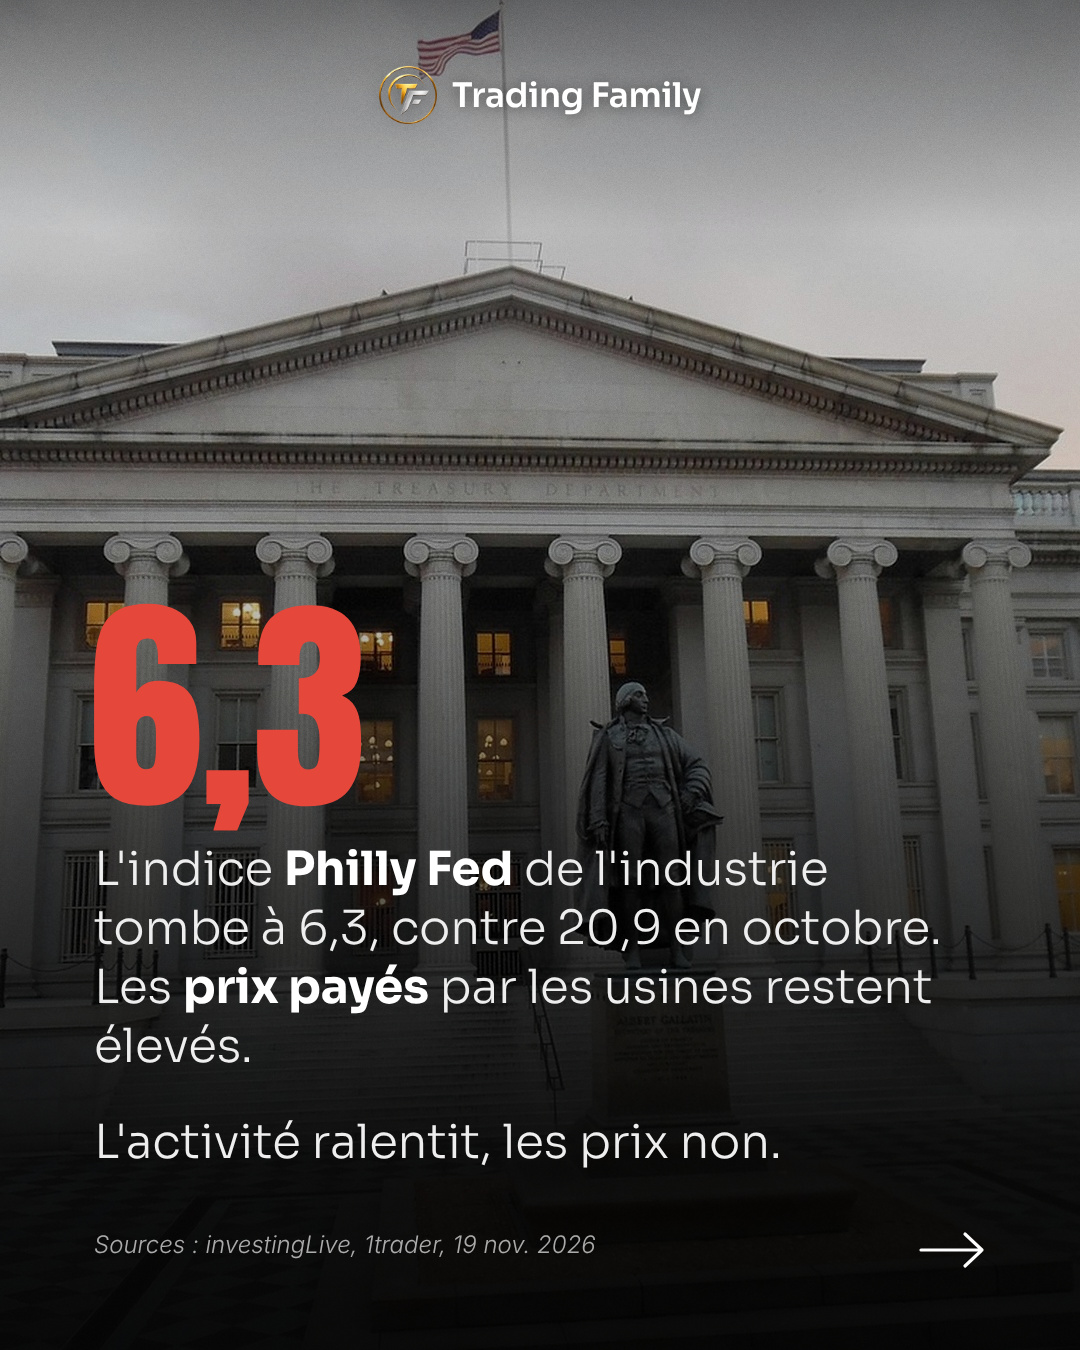 Trading Family
THE TREASURY DEPARTMENT
6,3
L'indice Philly Fed de l'industrie
tombe à 6,3, contre 20,9 en octobre.
Les prix payés par les usines restent
élevés.
L'activité ralentit, les prix non.
ALBERT GALLATIN
Sources : investingLive, 1trader, 19 nov. 2026